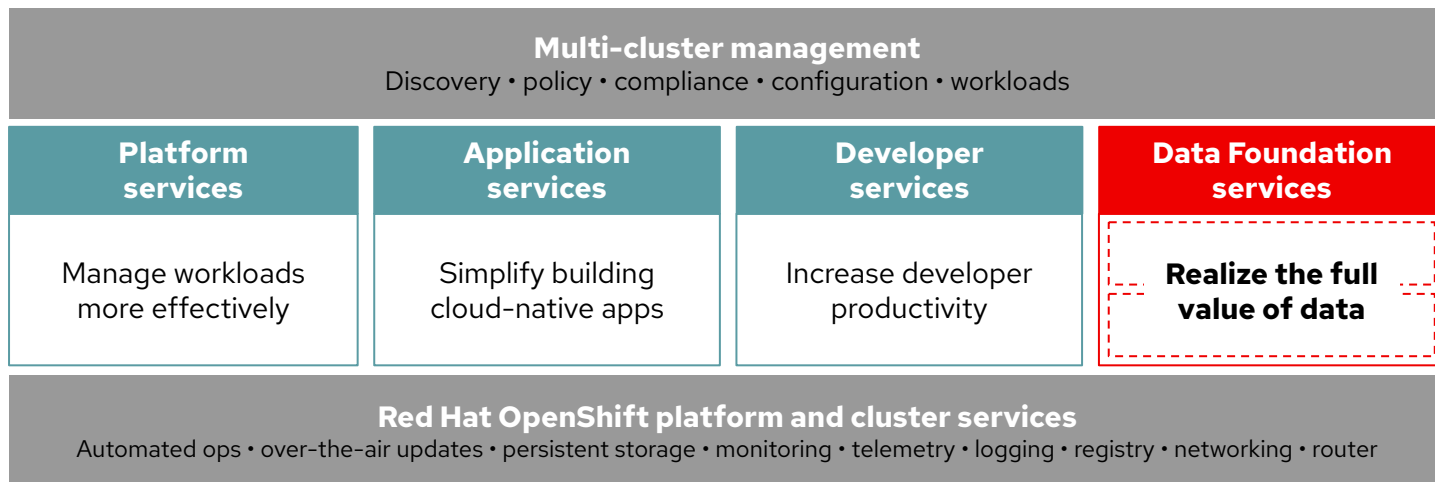 Multi-cluster management
Discovery • policy • compliance • configuration • workloads
Platform
services
Manage workloads
more effectively
Application
services
Simplify building
cloud-native apps
Developer
services
Increase developer
productivity
Data Foundation
services
Realize the full
value of data
Red Hat OpenShift platform and cluster services
Automated ops • over-the-air updates • persistent storage • monitoring • telemetry • logging • registry • networking • router